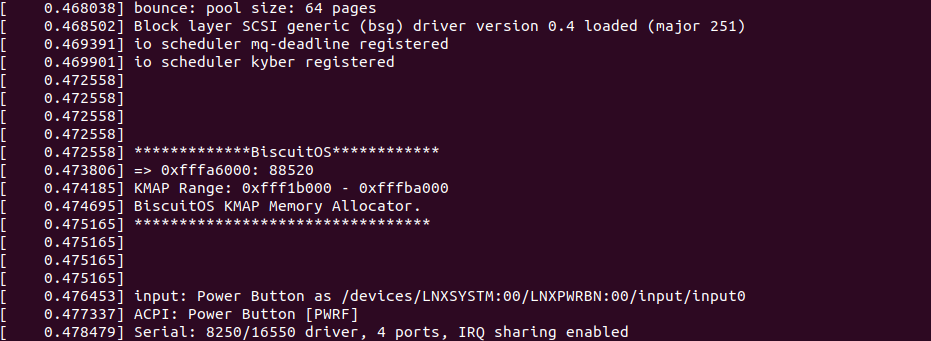 [    0.468038] bounce: pool size: 64 pages
[    0.468502] Block layer SCSI generic (bsg) driver version 0.4 loaded (major 251)
[    0.469391] io scheduler mq-deadline registered
[    0.469901] io scheduler kyber registered
[    0.472558]
[    0.472558]
[    0.472558]
[    0.472558]
[    0.472558] *************BiscuitOS************
[    0.473806] => 0xfffa6000: 88520
[    0.474185] KMAP Range: 0xfff1b000 - 0xfffba000
[    0.474695] BiscuitOS KMAP Memory Allocator.
[    0.475165] *********************************
[    0.475165]
[    0.475165]
[    0.475165]
[    0.476453] input: Power Button as /devices/LNXSYSTM:00/LNXPWRBN:00/input/input0
[    0.477337] ACPI: Power Button [PWRF]
[    0.478479] Serial: 8250/16550 driver, 4 ports, IRQ sharing enabled